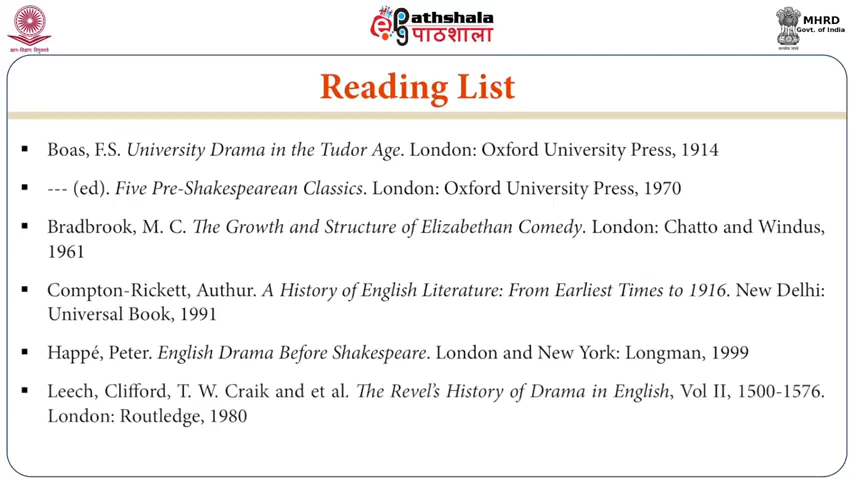 ePathshala
पाठशाला
MHRD
Govt. of India
ज्ञान-विज्ञान विमुक्तये
Reading List
▪ Boas, F.S. University Drama in the Tudor Age. London: Oxford University Press, 1914
▪ --- (ed). Five Pre-Shakespearean Classics. London: Oxford University Press, 1970
▪ Bradbrook, M. C. The Growth and Structure of Elizabethan Comedy. London: Chatto and Windus,
1961
▪ Compton-Rickett, Authur. A History of English Literature: From Earliest Times to 1916. New Delhi:
Universal Book, 1991
▪ Happé, Peter. English Drama Before Shakespeare. London and New York: Longman, 1999
▪ Leech, Clifford, T. W. Craik and et al. The Revel's History of Drama in English, Vol II, 1500-1576.
London: Routledge, 1980